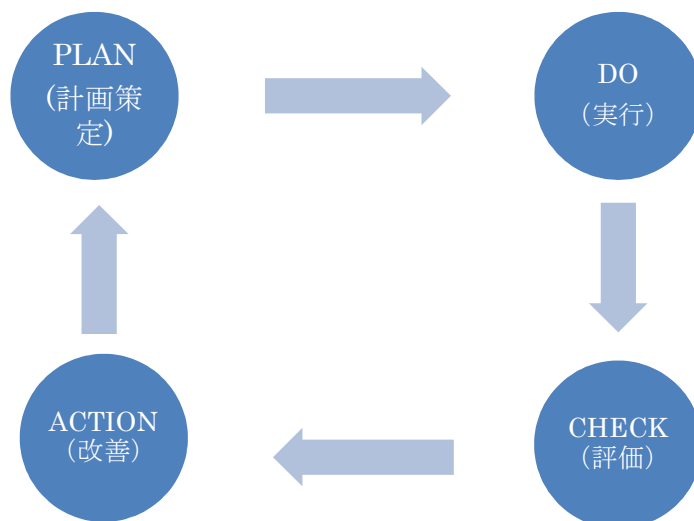 PLAN
(計画策
定)
DO
（実行）
CHECK
（評価）
ACTION
（改善）